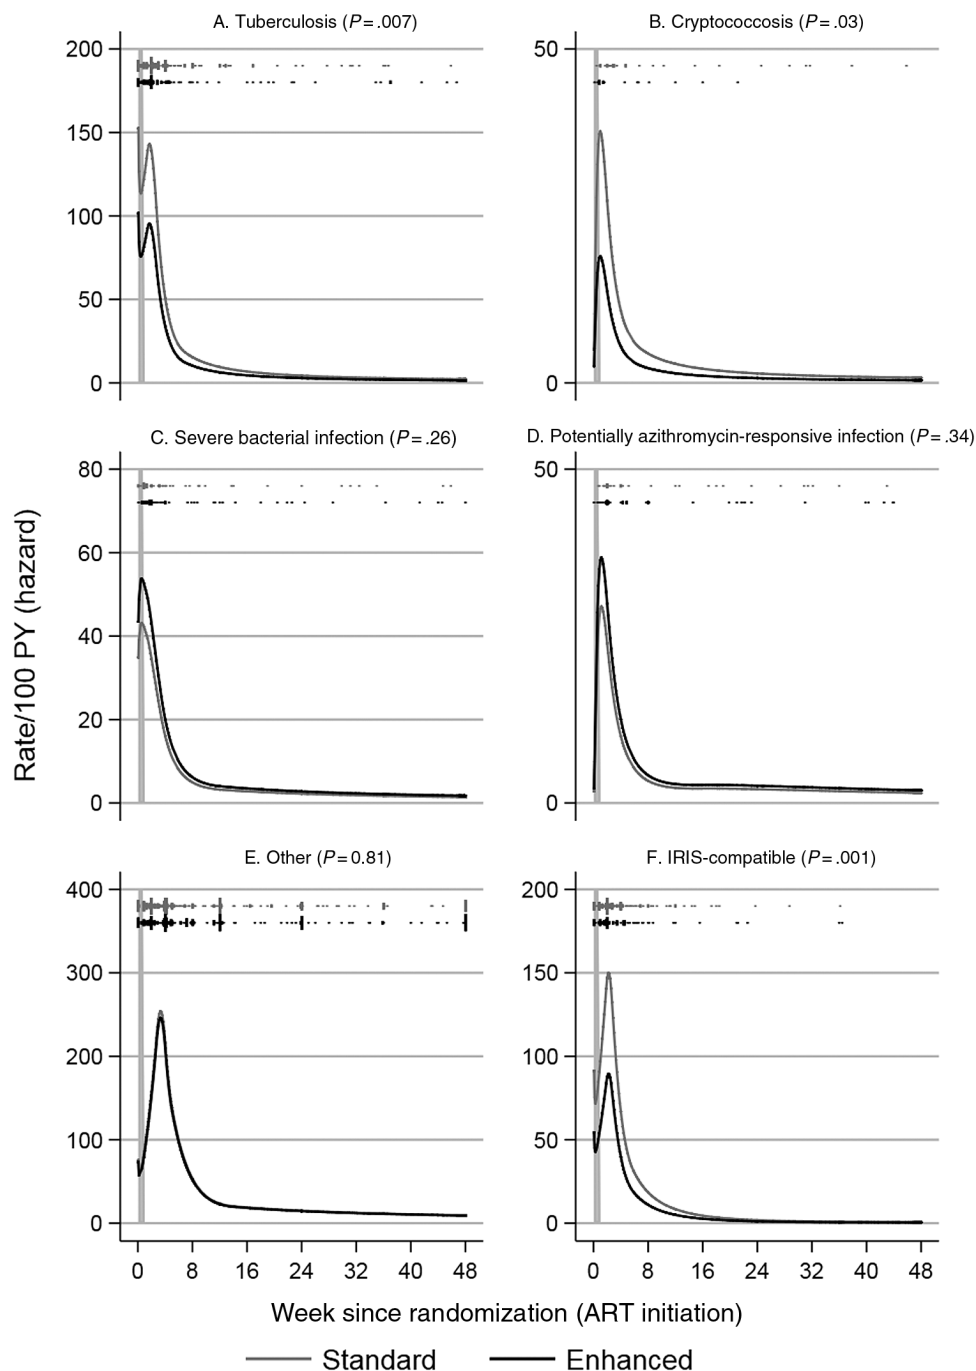 A. Tuberculosis (P = .007)
B. Cryptococcosis (P = .03)
200
150
100
50
0
50
0
C. Severe bacterial infection (P = .26)
D. Potentially azithromycin-responsive infection (P = .34)
80
60
40
20
0
50
0
Rate/100 PY (hazard)
E. Other (P = 0.81)
F. IRIS-compatible (P = .001)
400
300
200
100
0
200
150
100
50
0
0 8 16 24 32 40 48
0 8 16 24 32 40 48
Week since randomization (ART initiation)
Standard Enhanced